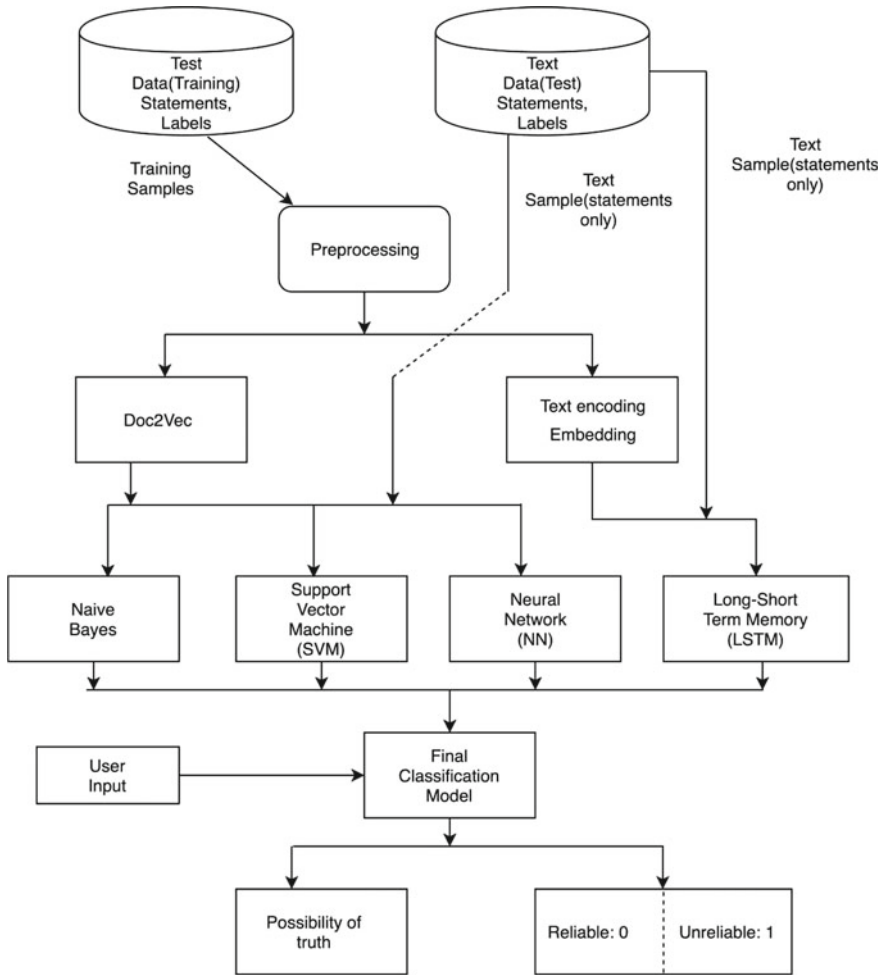 Test
Data(Training)
Statements,
Labels
Text
Data(Test)
Statements,
Labels
Training
Samples
Text
Sample(statements
only)
Text
Sample(statements
only)
Preprocessing
Doc2Vec
Text encoding
Embedding
Naive
Bayes
Support
Vector
Machine
(SVM)
Neural
Network
(NN)
Long-Short
Term Memory
(LSTM)
User
Input
Final
Classification
Model
Possibility of
truth
Reliable: 0
Unreliable: 1